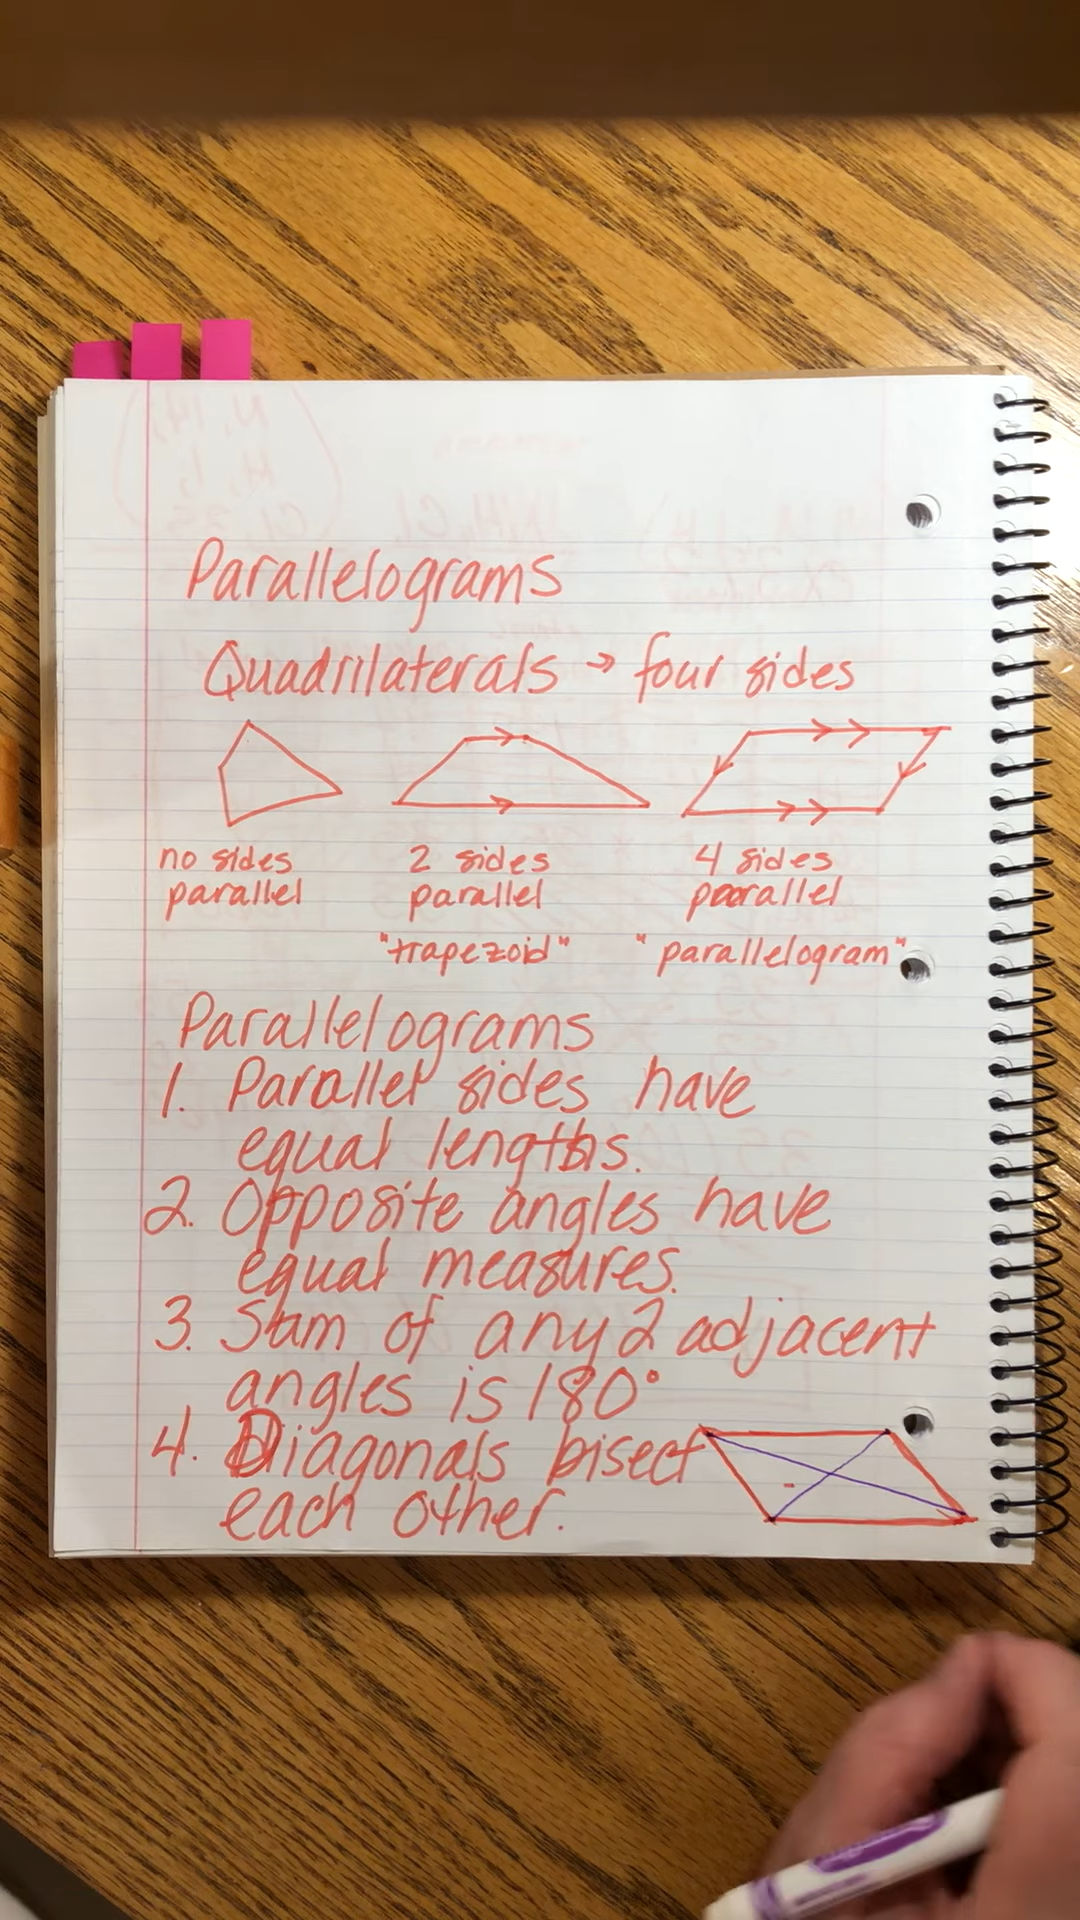 Parallelograms
Quadrilaterals → four sides
no sides 2 sides 4 sides
parallel parallel parallel
"trapezoid" "parallelogram"
Parallelograms
1. Parallel sides have
equal lengths.
2. Opposite angles have
equal measures.
3. Sum of any 2 adjacent
angles is 180°
4. Diagonals bisect
each other.